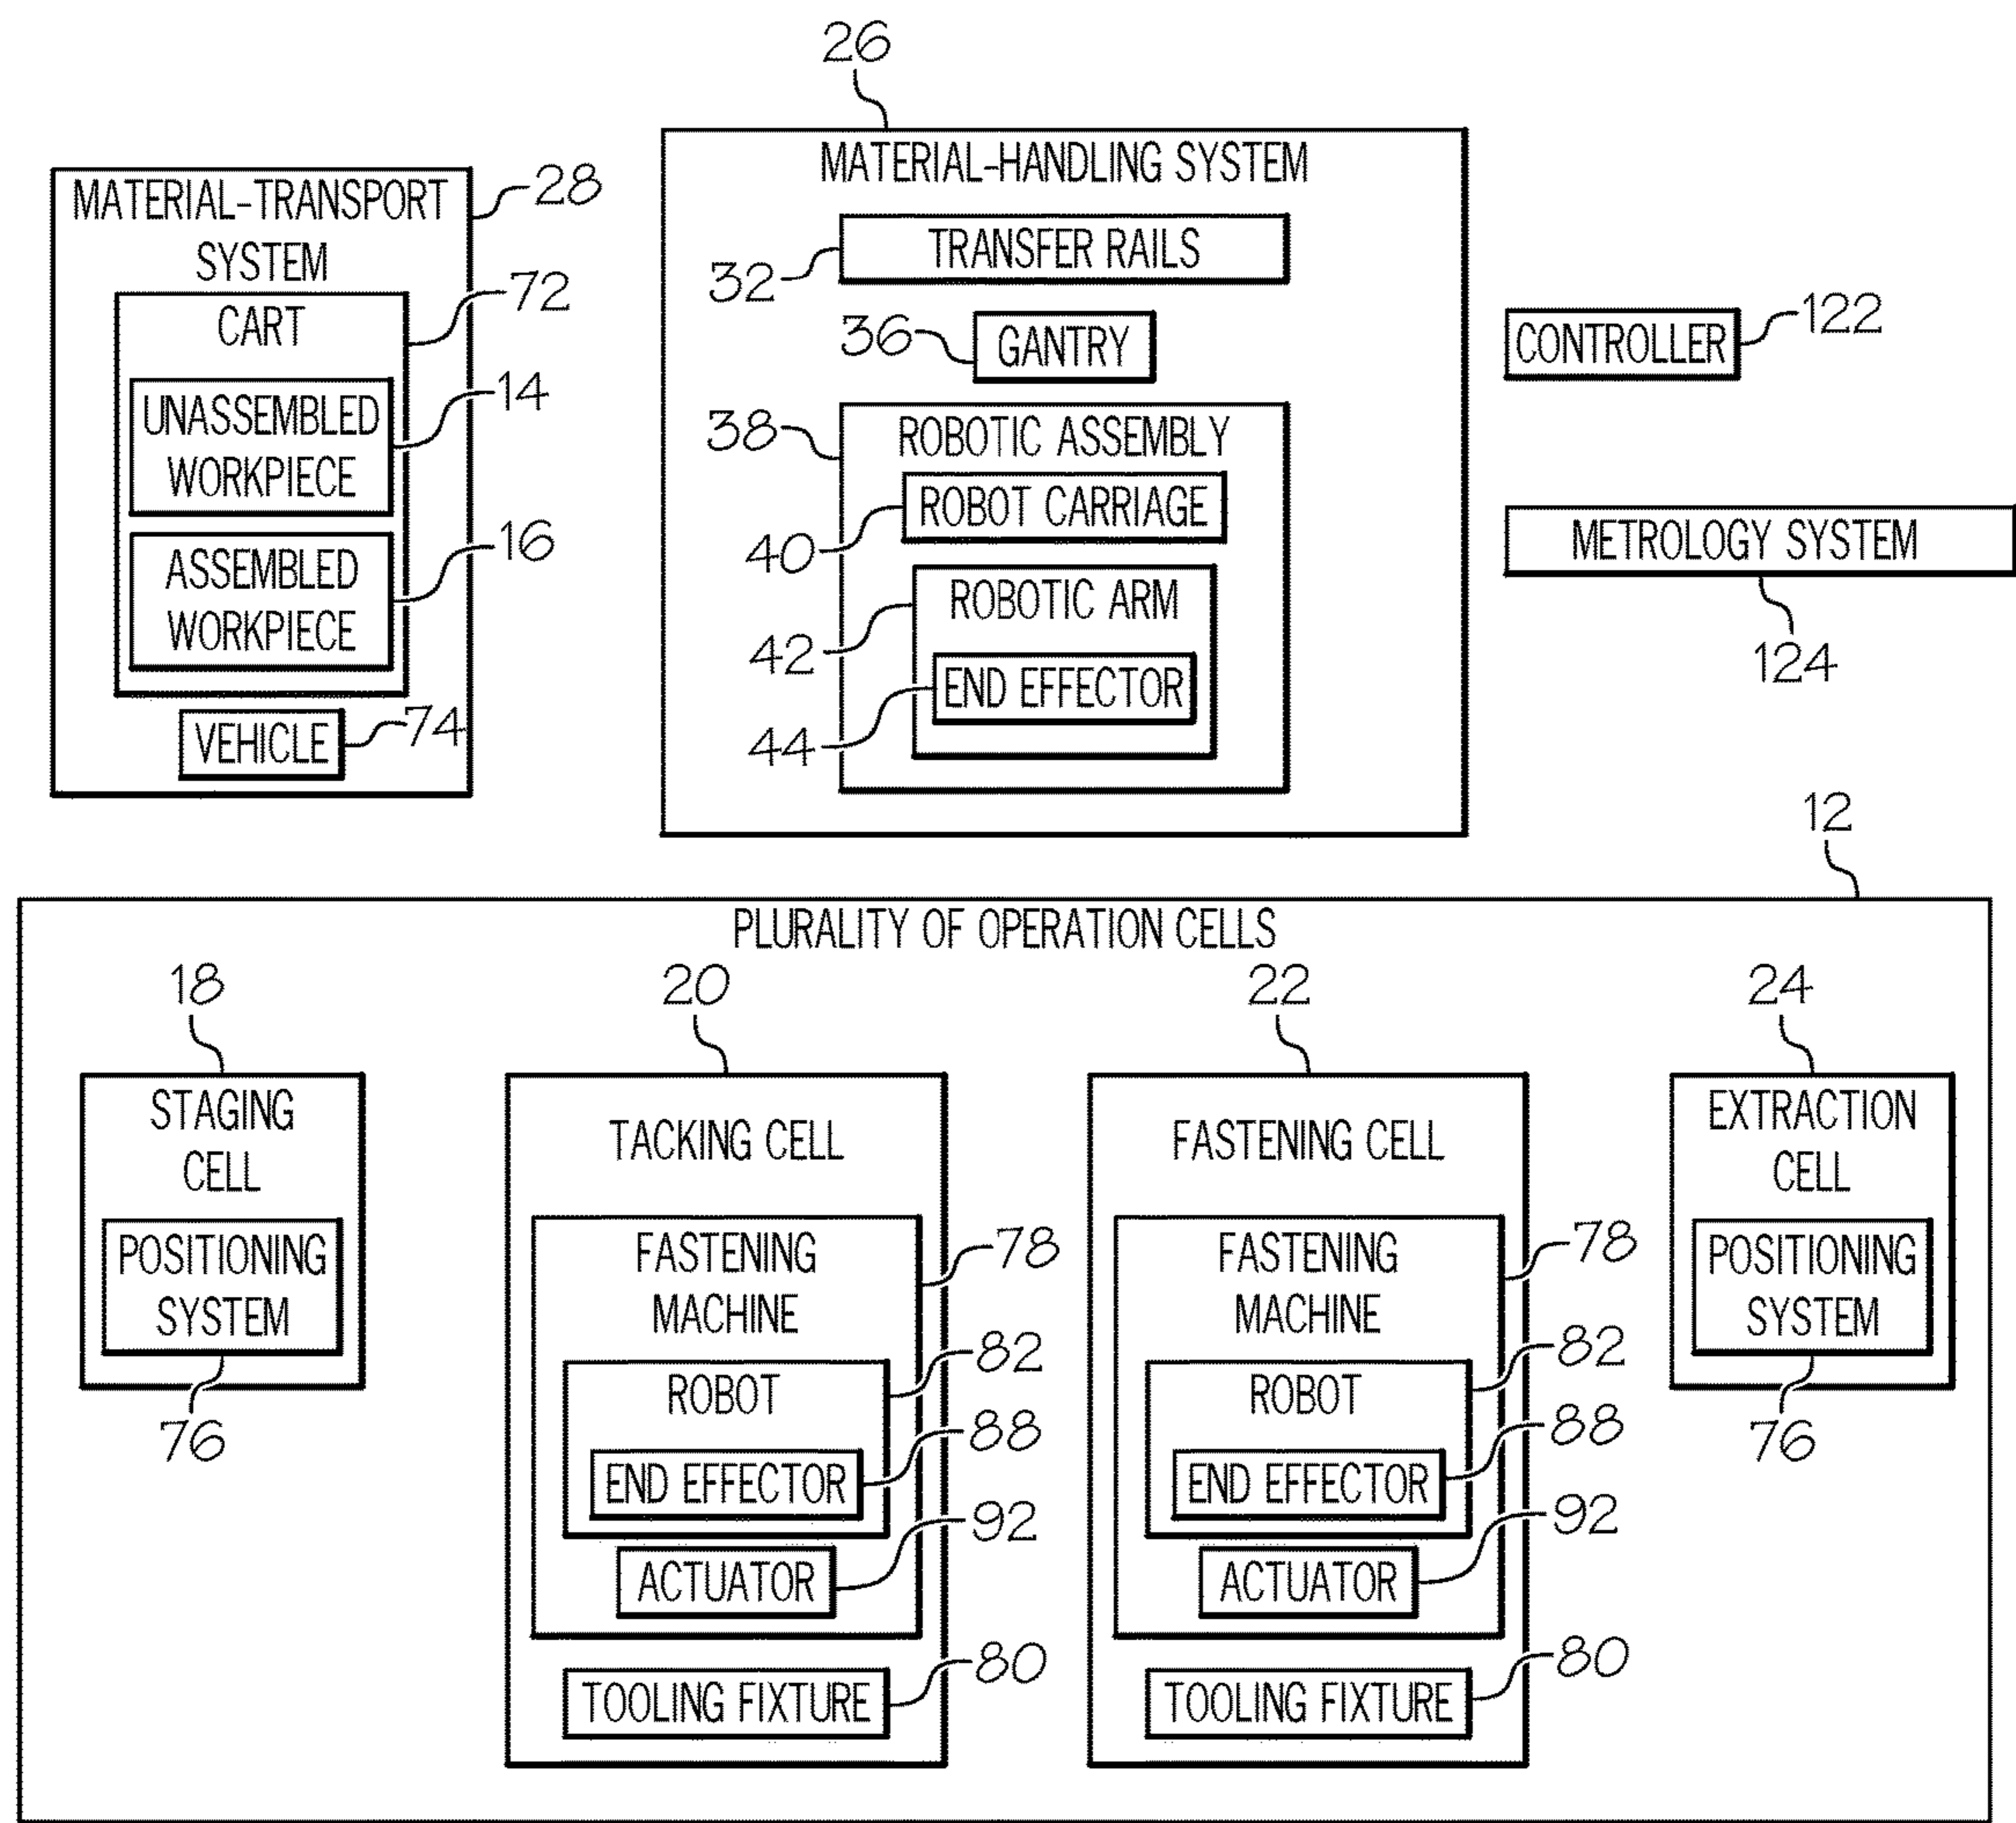 26
MATERIAL-HANDLING SYSTEM
TRANSFER RAILS
32
36
GANTRY
38
ROBOTIC ASSEMBLY
ROBOT CARRIAGE
40
ROBOTIC ARM
42
END EFFECTOR
44
MATERIAL-TRANSPORT
SYSTEM
28
CART
72
UNASSEMBLED
WORKPIECE
14
ASSEMBLED
WORKPIECE
16
VEHICLE
74
CONTROLLER
122
METROLOGY SYSTEM
124
12
PLURALITY OF OPERATION CELLS
18
STAGING
CELL
POSITIONING
SYSTEM
76
20
TACKING CELL
FASTENING
MACHINE
78
ROBOT
82
END EFFECTOR
88
ACTUATOR
92
TOOLING FIXTURE
80
22
FASTENING CELL
FASTENING
MACHINE
78
ROBOT
82
END EFFECTOR
88
ACTUATOR
92
TOOLING FIXTURE
80
24
EXTRACTION
CELL
POSITIONING
SYSTEM
76